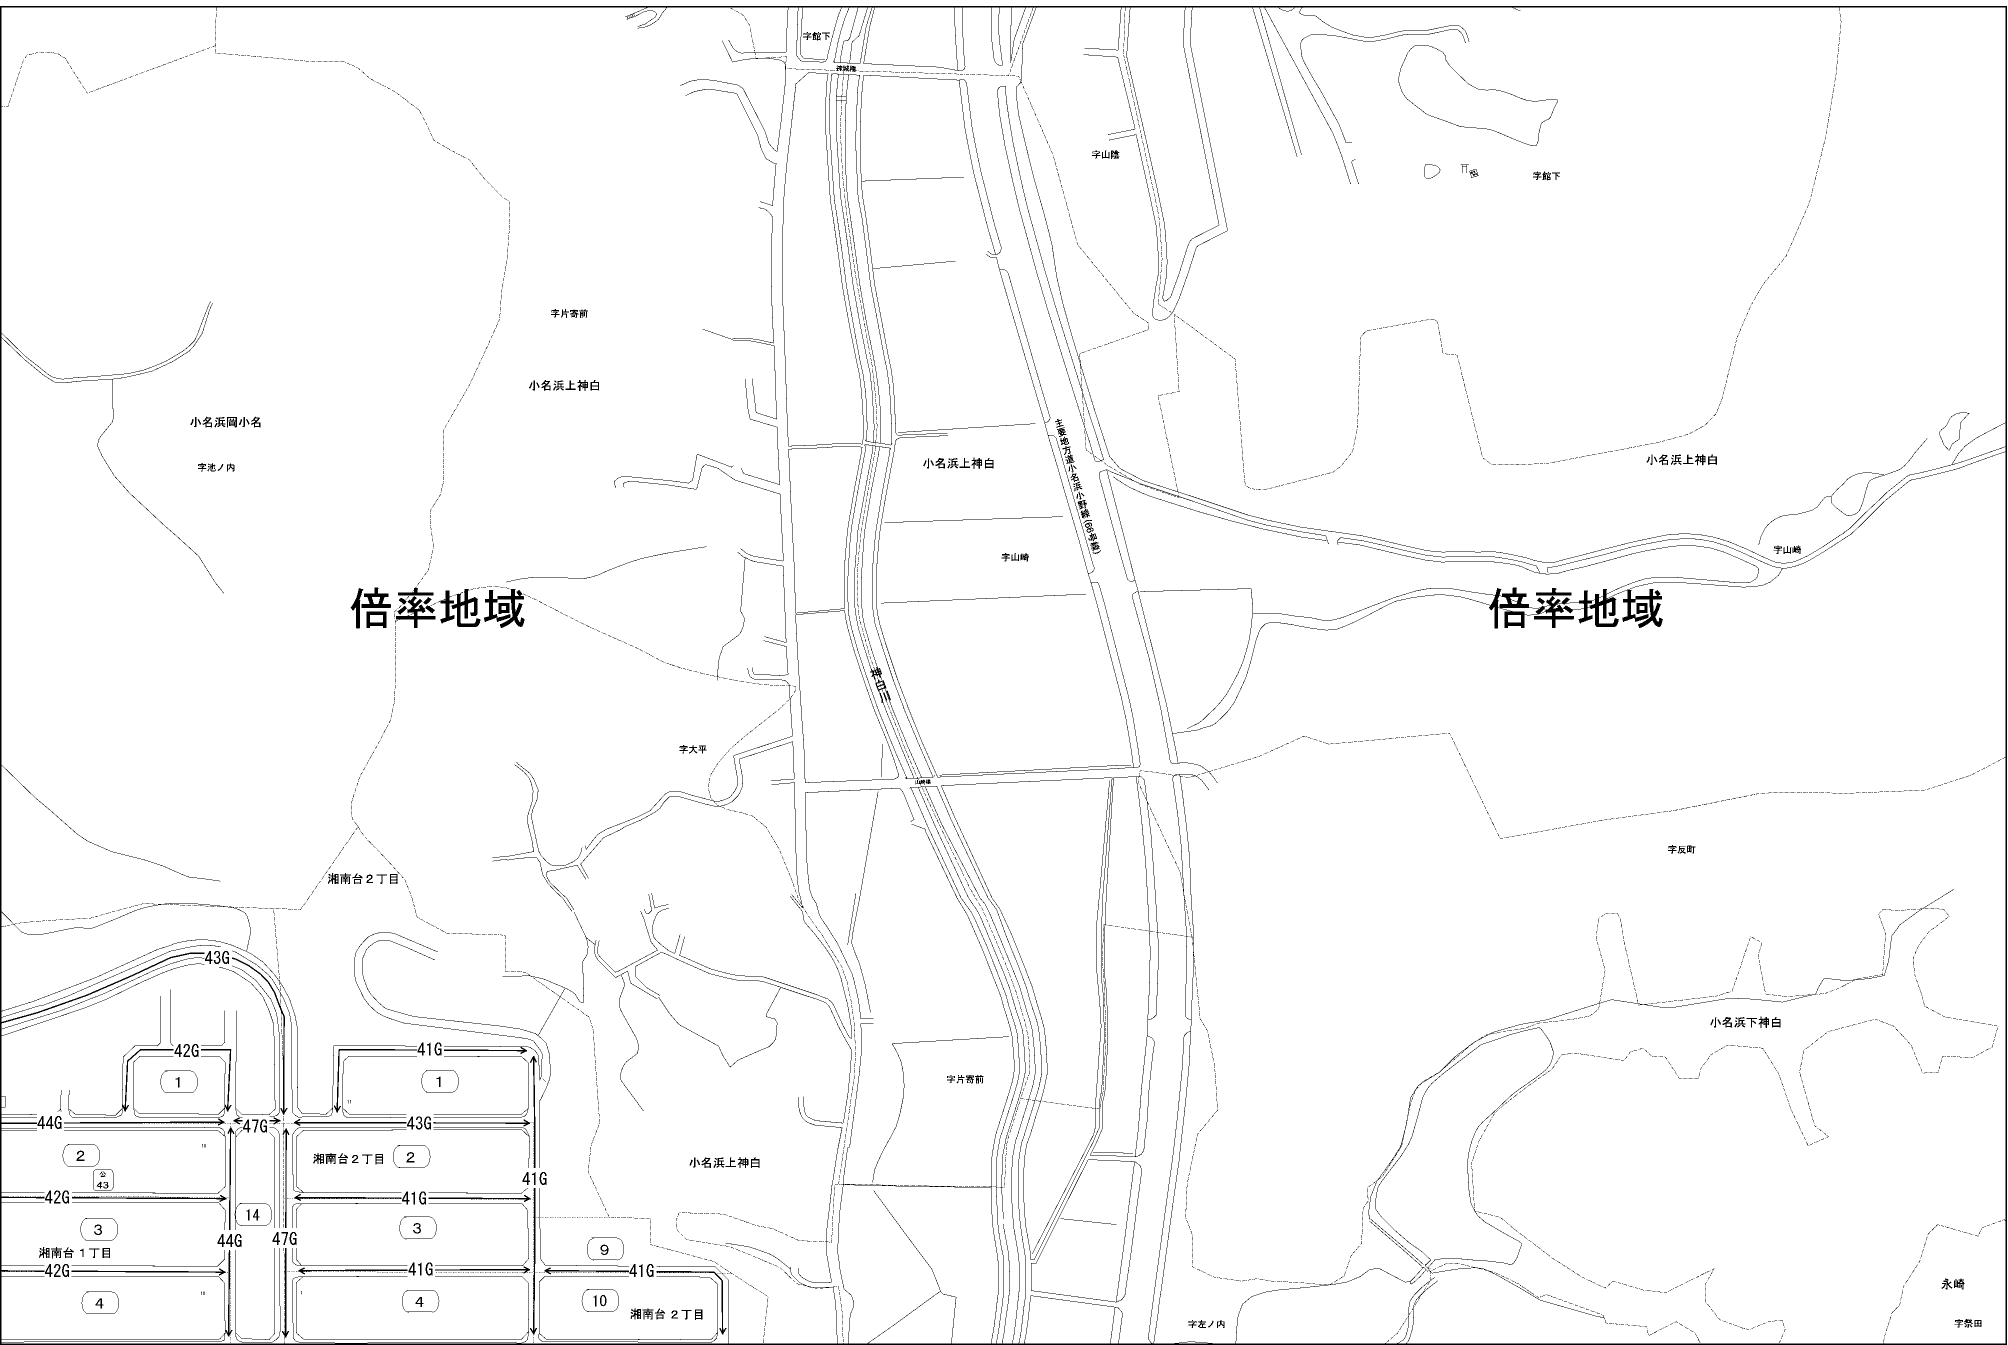 字館下
字山陰
字館下
字片寄前
小名浜上神白
小名浜岡小名
字池ノ内
小名浜上神白
主要地方道小名浜小野線(66号線)
小名浜上神白
字山崎
字山崎
倍率地域
倍率地域
神白川
字大平
山崎橋
字反町
湘南台2丁目
43G
小名浜下神白
42G
41G
1
1
字片寄前
44G
47G
43G
2
湘南台2丁目
2
小名浜上神白
公
43
41G
42G
41G
14
3
3
44G
47G
湘南台1丁目
9
42G
41G
41G
4
4
10
湘南台2丁目
永崎
字左ノ内
字祭田